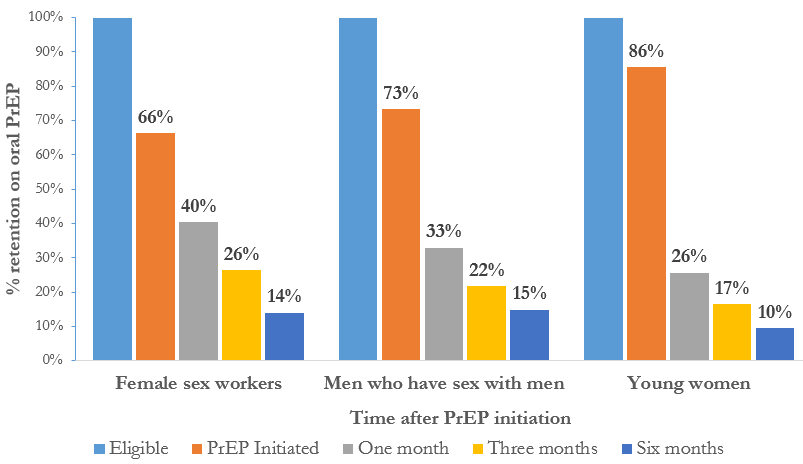 % retention on oral PrEP
100%
90%
80%
70%
60%
50%
40%
30%
20%
10%
0%
66%
40%
26%
14%
73%
33%
22%
15%
86%
26%
17%
10%
Female sex workers
Men who have sex with men
Young women
Time after PrEP initiation
Eligible
PrEP Initiated
One month
Three months
Six months